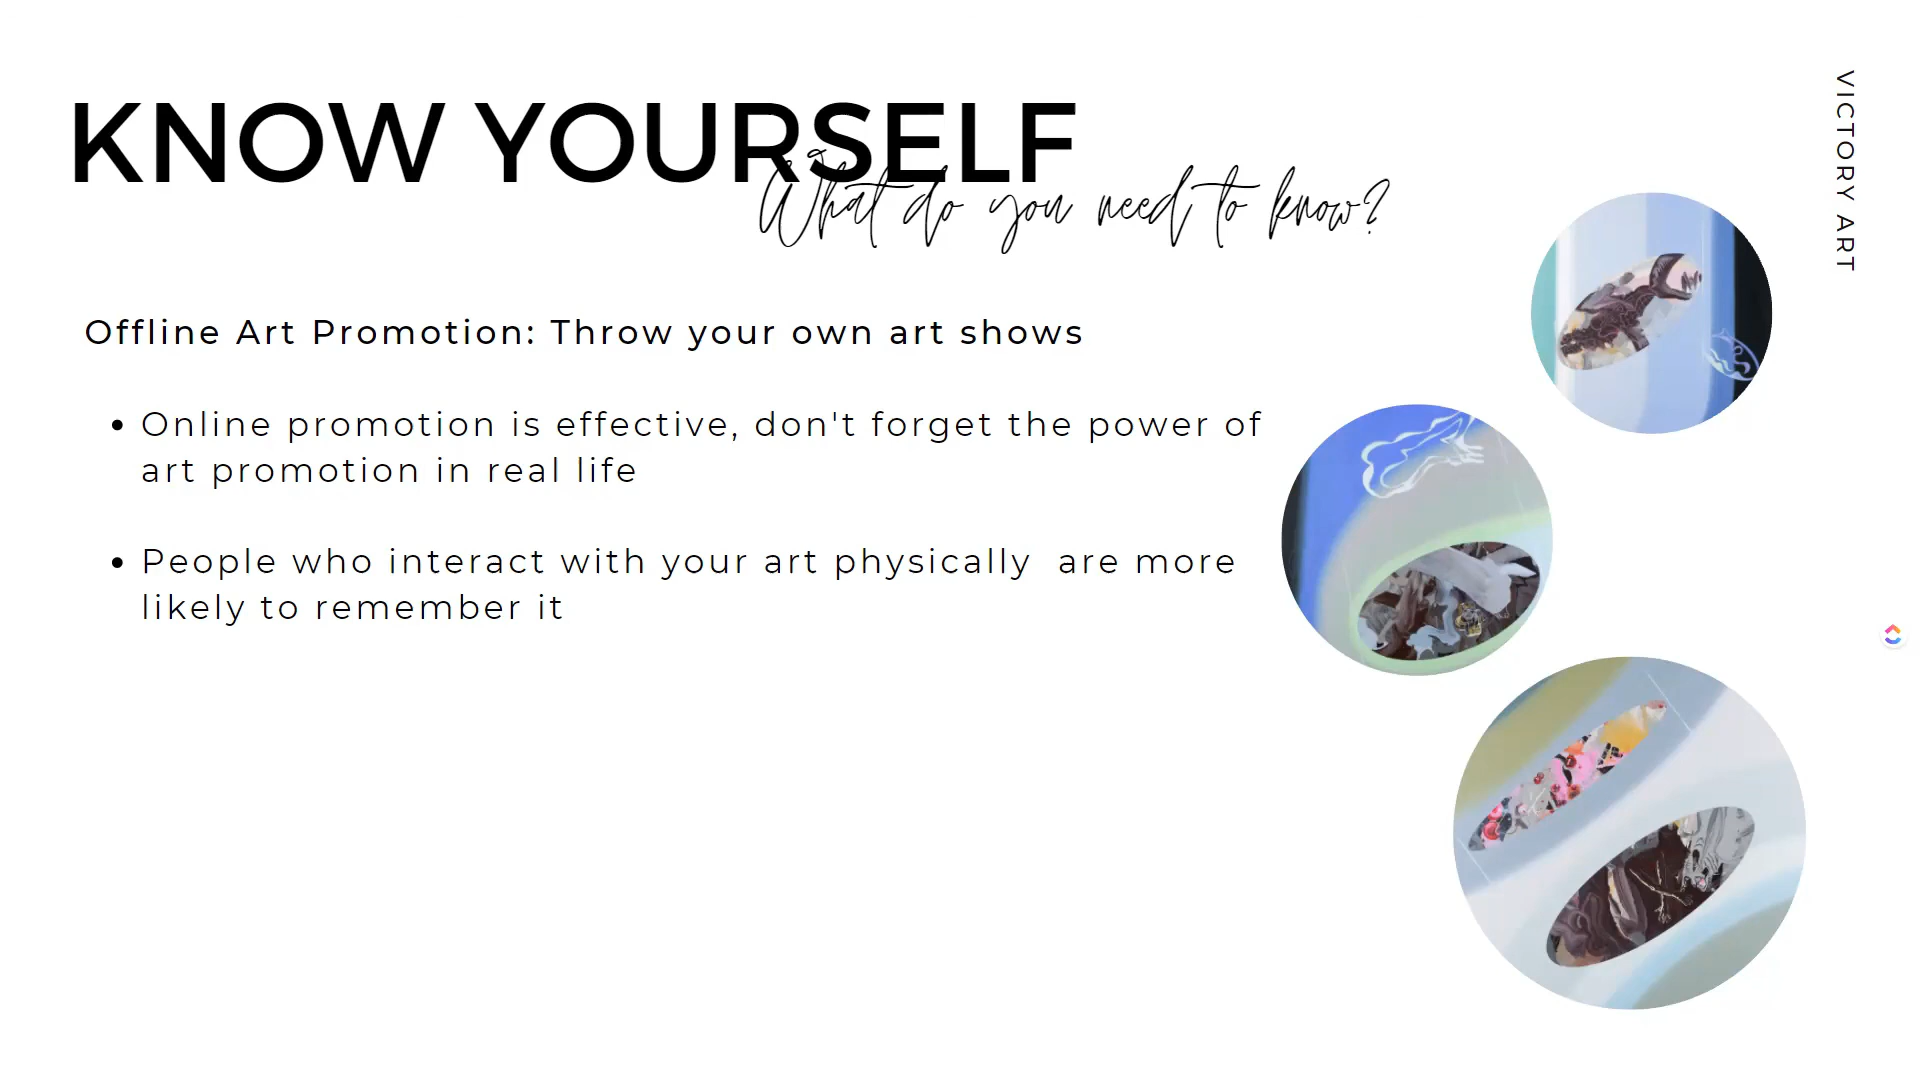 KNOW YOURSELF
What do you need to know?
VICTORY ART
Offline Art Promotion: Throw your own art shows
• Online promotion is effective, don't forget the power of
art promotion in real life
• People who interact with your art physically  are more
likely to remember it